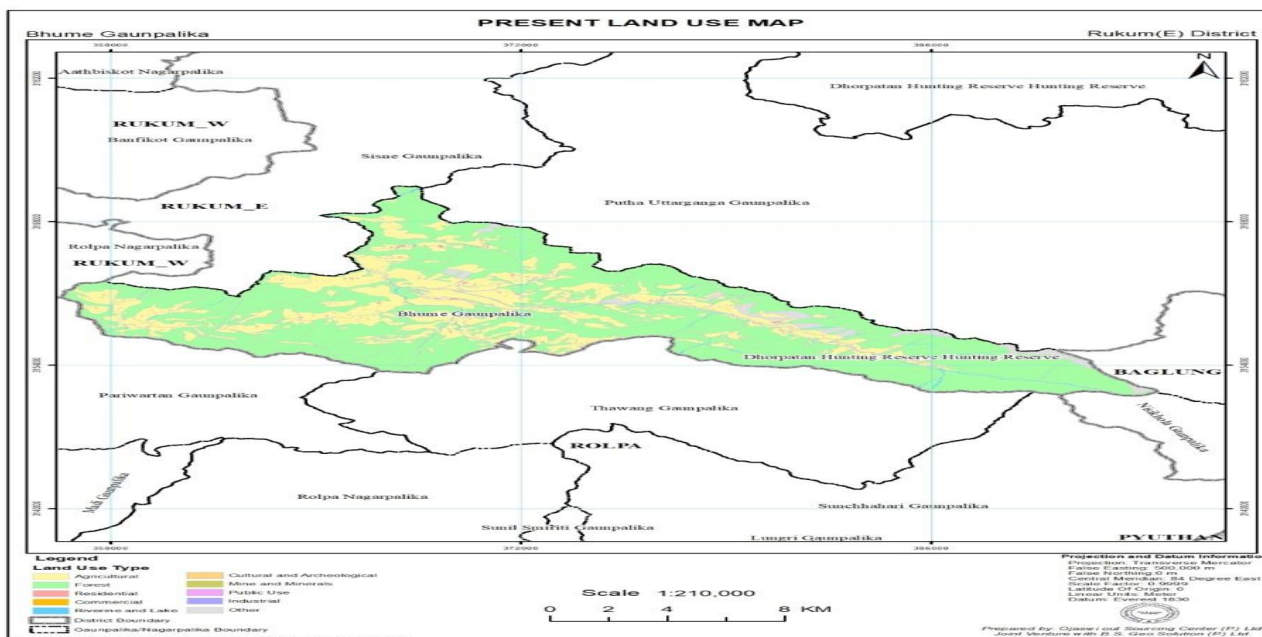 PRESENT LAND USE MAP
Bhume Gaunpalika
Rukum(E) District
358000
372000
386000
N
Aathbiskot Nagarpalika
Dhorpatan Hunting Reserve Hunting Reserve
RUKUM_W
Banfikot Gaunpalika
Sisne Gaunpalika
RUKUM_E
Putha Uttarganga Gaunpalika
Rolpa Nagarpalika
RUKUM_W
Bhume Gaunpalika
Dhorpatan Hunting Reserve Hunting Reserve
BAGLUNG
Pariwartan Gaunpalika
Thawang Gaunpalika
Nisikhola Gaunpalika
ROLPA
Madi Gaunpalika
Rolpa Nagarpalika
Sunchhahari Gaunpalika
Sunil Smiriti Gaunpalika
Lungri Gaunpalika
PYUTHAN
358000
372000
386000
Legend
Land Use Type
Agricultural
Forest
Residential
Commercial
Riverine and Lake
District Boundary
Gaunpalika/Nagarpalika Boundary
Cultural and Archeological
Mine and Minerals
Public Use
Industrial
Other
Scale 1:210,000
0 2 4 8 KM
Projection and Datum Information
Projection: Transverse Mercator
False Easting: 500,000 m
False Northing:0 m
Central Meridian: 84 Degree East
Scale Factor: 0.9999
Latitude Of Origin: 0
Linear Units: Meter
Datum: Everest 1830
Prepared by: Ojaswi out Sourcing Center (P) Ltd
Joint Venture with B.S. Geo Solution (P) Ltd.